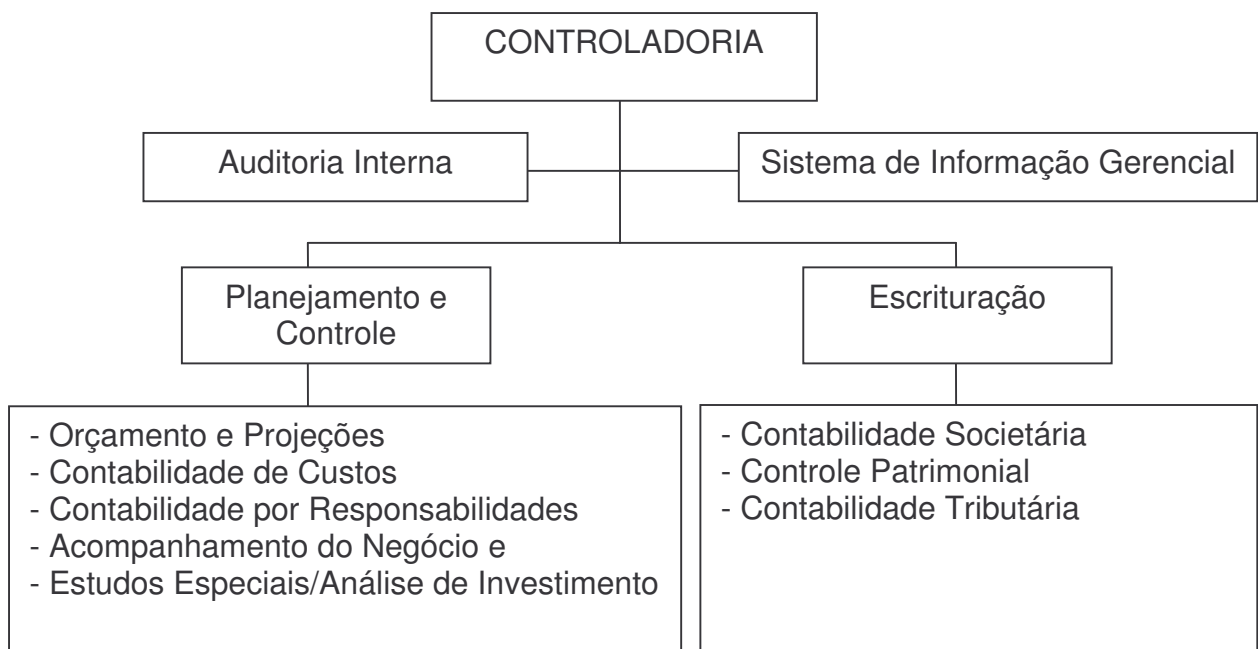 CONTROLADORIA
Auditoria Interna
Sistema de Informação Gerencial
Planejamento e
Controle
Escrituração
- Orçamento e Projeções
- Contabilidade de Custos
- Contabilidade por Responsabilidades
- Acompanhamento do Negócio e
- Estudos Especiais/Análise de Investimento
- Contabilidade Societária
- Controle Patrimonial
- Contabilidade Tributária